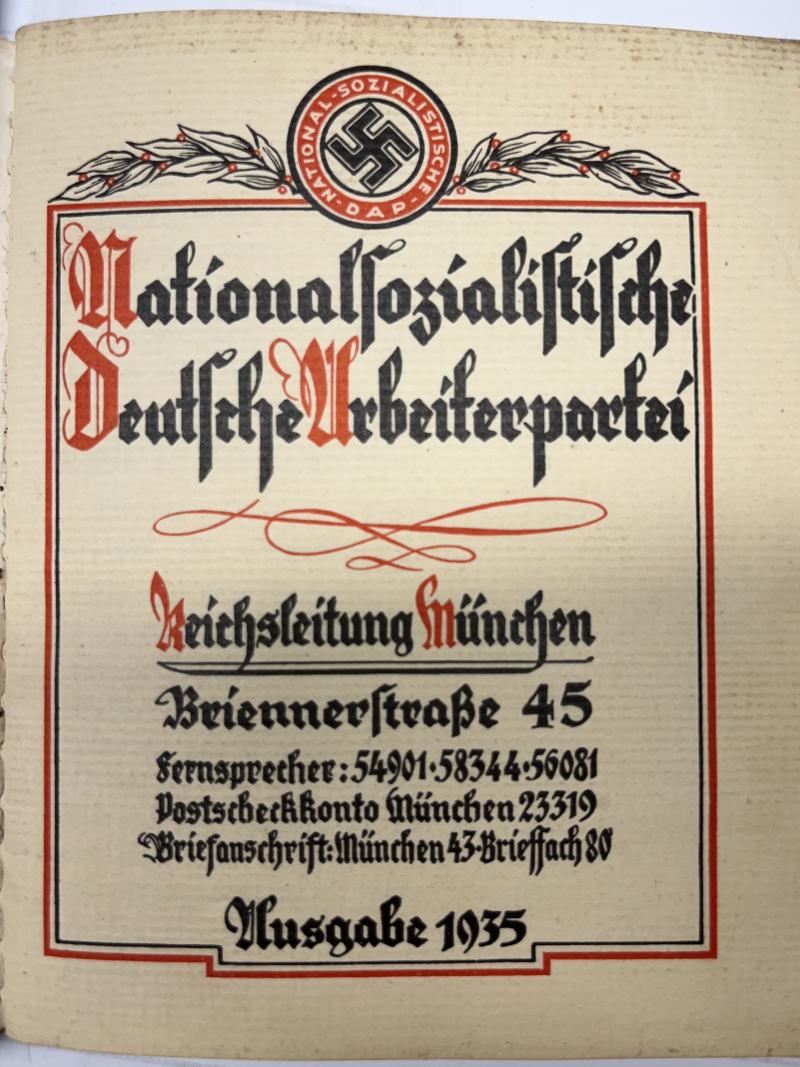 NATIONAL-SOZIALISTISCHE
D·A·P
Nationalsozialistische
Deutsche Arbeiterpartei
Reichsleitung München
Briennerstraße 45
Fernsprecher: 54901·58344·56081
Postscheckkonto München 23319
Briefanschrift: München 43·Brieffach 80
Ausgabe 1935